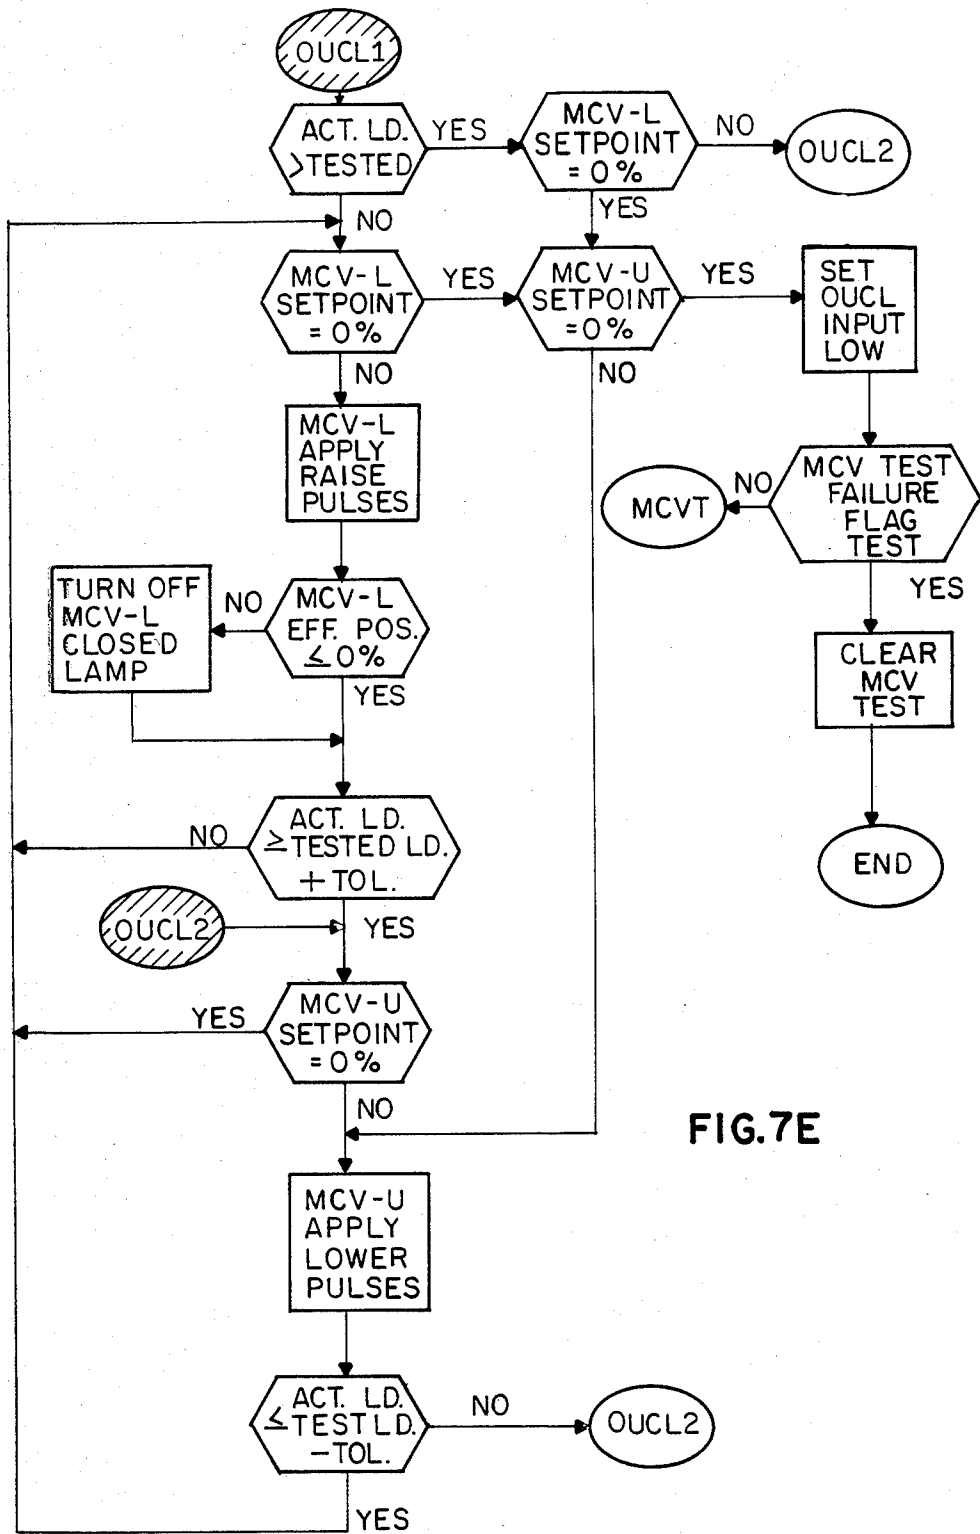 OUCL1
ACT. LD.
>TESTED
YES
MCV-L
SETPOINT
=0%
NO
OUCL2
NO
YES
MCV-L
SETPOINT
=0%
YES
MCV-U
SETPOINT
=0%
YES
SET
OUCL
INPUT
LOW
NO
NO
MCV-L
APPLY
RAISE
PULSES
MCVT
NO
MCV TEST
FAILURE
FLAG
TEST
YES
TURN OFF
MCV-L
CLOSED
LAMP
NO
MCV-L
EFF. POS.
≤0%
YES
CLEAR
MCV
TEST
END
NO
ACT. LD.
≥TESTED LD.
+TOL.
OUCL2
YES
YES
MCV-U
SETPOINT
=0%
NO
FIG.7E
MCV-U
APPLY
LOWER
PULSES
ACT. LD.
≤TEST LD.
-TOL.
NO
OUCL2
YES